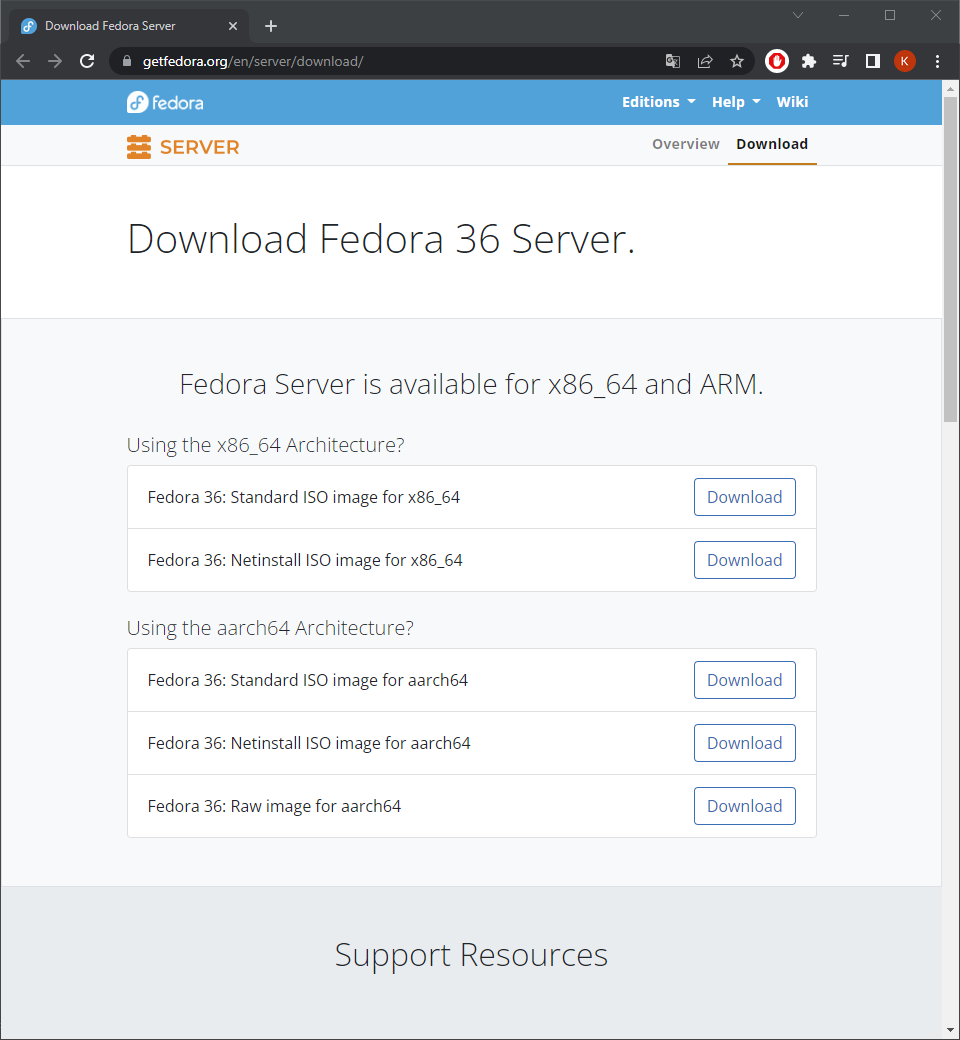 Download Fedora Server
getfedora.org/en/server/download/
K
fedora
Editions Help Wiki
SERVER
Overview Download
Download Fedora 36 Server.
Fedora Server is available for x86_64 and ARM.
Using the x86_64 Architecture?
Fedora 36: Standard ISO image for x86_64 Download
Fedora 36: Netinstall ISO image for x86_64 Download
Using the aarch64 Architecture?
Fedora 36: Standard ISO image for aarch64 Download
Fedora 36: Netinstall ISO image for aarch64 Download
Fedora 36: Raw image for aarch64 Download
Support Resources